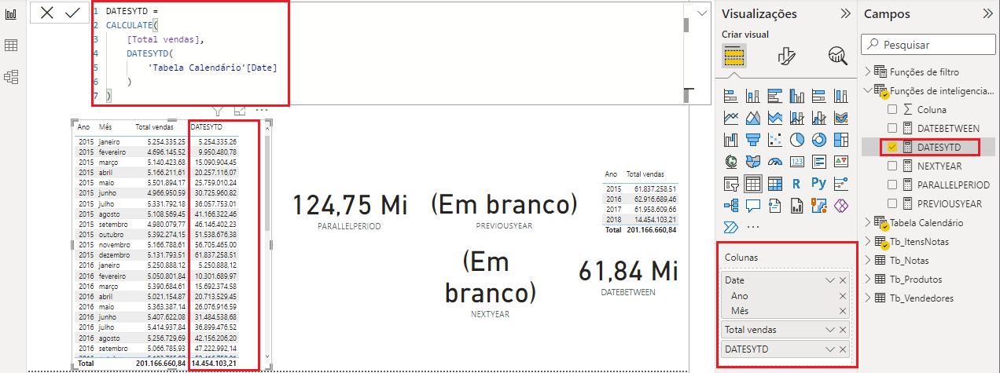 1 DATESYTD =
2 CALCULATE(
3 [Total vendas],
4 DATESYTD(
5 'Tabela Calendário'[Date]
6 )
7 )
Ano Mês Total vendas DATESYTD
2015 janeiro 5.254.335,25 5.254.335,26
2015 fevereiro 4.696.145,52 9.950.480,78
2015 março 5.140.423,68 15.090.904,45
2015 abril 5.166.211,61 20.257.116,07
2015 maio 5.501.894,17 25.759.010,24
2015 junho 4.966.950,59 30.725.960,82
2015 julho 5.331.792,18 36.057.753,01
2015 agosto 5.108.569,45 41.166.322,46
2015 setembro 4.980.079,77 46.146.402,23
2015 outubro 5.392.274,15 51.538.676,38
2015 novembro 5.166.788,61 56.705.465,00
2015 dezembro 5.131.793,51 61.837.258,51
2016 janeiro 5.250.888,12 5.250.888,12
2016 fevereiro 5.050.801,84 10.301.689,97
2016 março 5.390.684,61 15.692.374,58
2016 abril 5.021.154,87 20.713.529,45
2016 maio 5.363.387,14 26.076.916,59
2016 junho 5.407.622,08 31.484.538,68
2016 julho 5.414.937,84 36.899.476,52
2016 agosto 5.256.729,69 42.156.206,20
2016 setembro 5.066.785,93 47.222.992,14
Total 201.166.660,84 14.454.103,21
124,75 Mi
PARALLELPERIOD
(Em branco)
PREVIOUSYEAR
(Em
branco)
NEXTYEAR
Ano Total vendas
2015 61.837.258,51
2016 62.916.689,46
2017 61.958.609,66
2018 14.454.103,21
Total 201.166.660,84
61,84 Mi
DATEBETWEEN
Visualizações
Criar visual
123
R Py
Colunas
Date
Ano
Mês
Total vendas
DATESYTD
Campos
Pesquisar
Funções de filtro
Funções de inteligencia...
Coluna
DATEBETWEEN
DATESYTD
NEXTYEAR
PARALLELPERIOD
PREVIOUSYEAR
Tabela Calendário
Tb_ItensNotas
Tb_Notas
Tb_Produtos
Tb_Vendedores